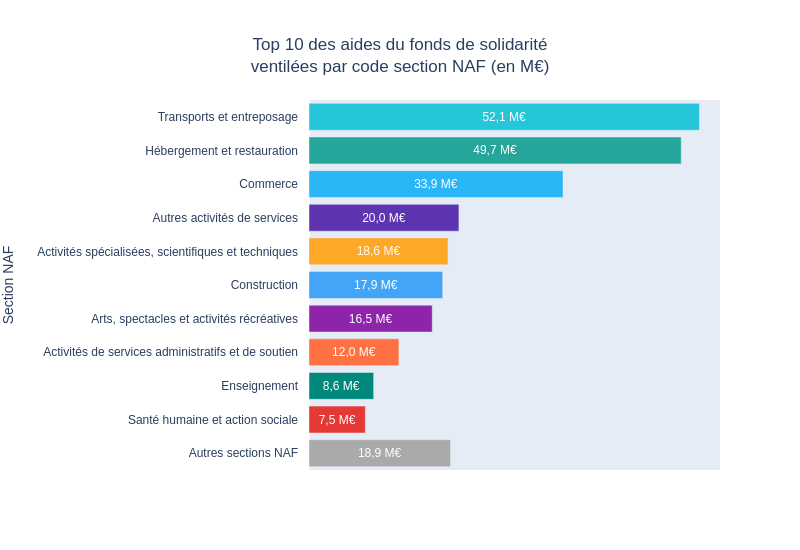 Top 10 des aides du fonds de solidarité
ventilées par code section NAF (en M€)
Section NAF
Transports et entreposage 52,1 M€
Hébergement et restauration 49,7 M€
Commerce 33,9 M€
Autres activités de services 20,0 M€
Activités spécialisées, scientifiques et techniques 18,6 M€
Construction 17,9 M€
Arts, spectacles et activités récréatives 16,5 M€
Activités de services administratifs et de soutien 12,0 M€
Enseignement 8,6 M€
Santé humaine et action sociale 7,5 M€
Autres sections NAF 18,9 M€